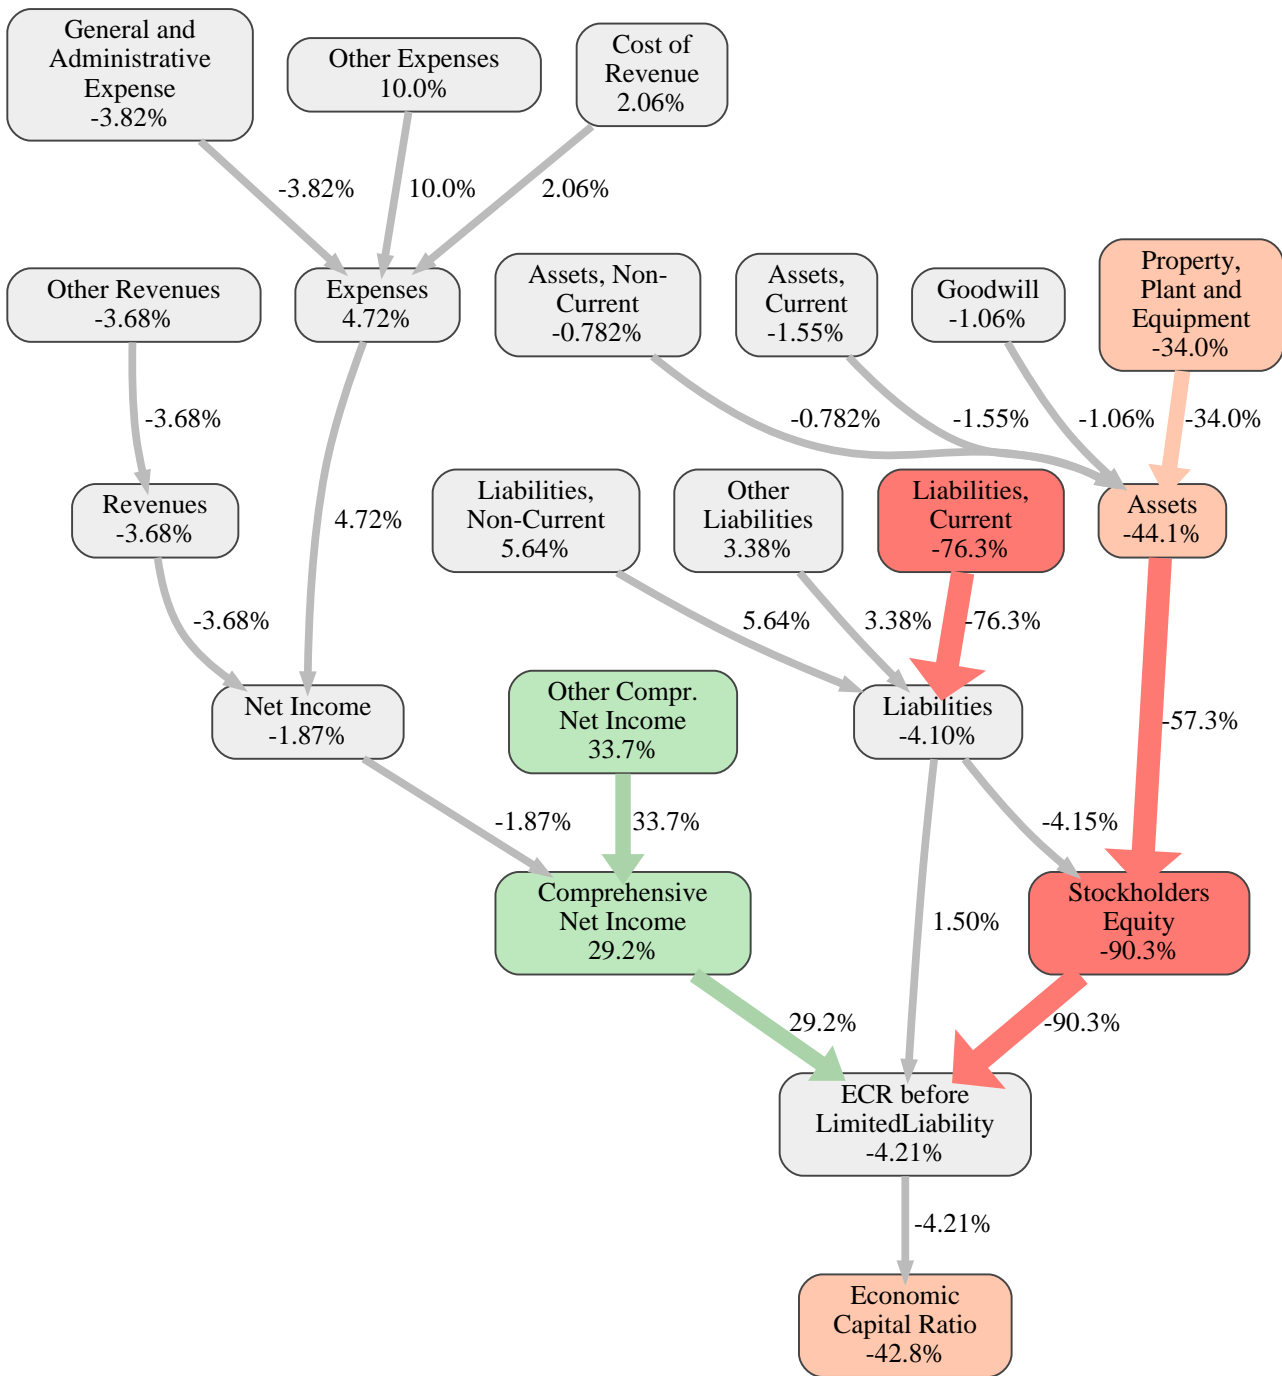 General and
Administrative
Expense
-3.82%
Other Expenses
10.0%
Cost of
Revenue
2.06%
-3.82%
10.0%
2.06%
Other Revenues
-3.68%
Expenses
4.72%
Assets, Non-
Current
-0.782%
Assets,
Current
-1.55%
Goodwill
-1.06%
Property,
Plant and
Equipment
-34.0%
-3.68%
-0.782%
-1.55%
-1.06%
-34.0%
Revenues
-3.68%
4.72%
Liabilities,
Non-Current
5.64%
Other
Liabilities
3.38%
Liabilities,
Current
-76.3%
Assets
-44.1%
-3.68%
5.64%
3.38%
-76.3%
Net Income
-1.87%
Other Compr.
Net Income
33.7%
Liabilities
-4.10%
-57.3%
-1.87%
33.7%
-4.15%
Comprehensive
Net Income
29.2%
1.50%
Stockholders
Equity
-90.3%
29.2%
-90.3%
ECR before
LimitedLiability
-4.21%
-4.21%
Economic
Capital Ratio
-42.8%